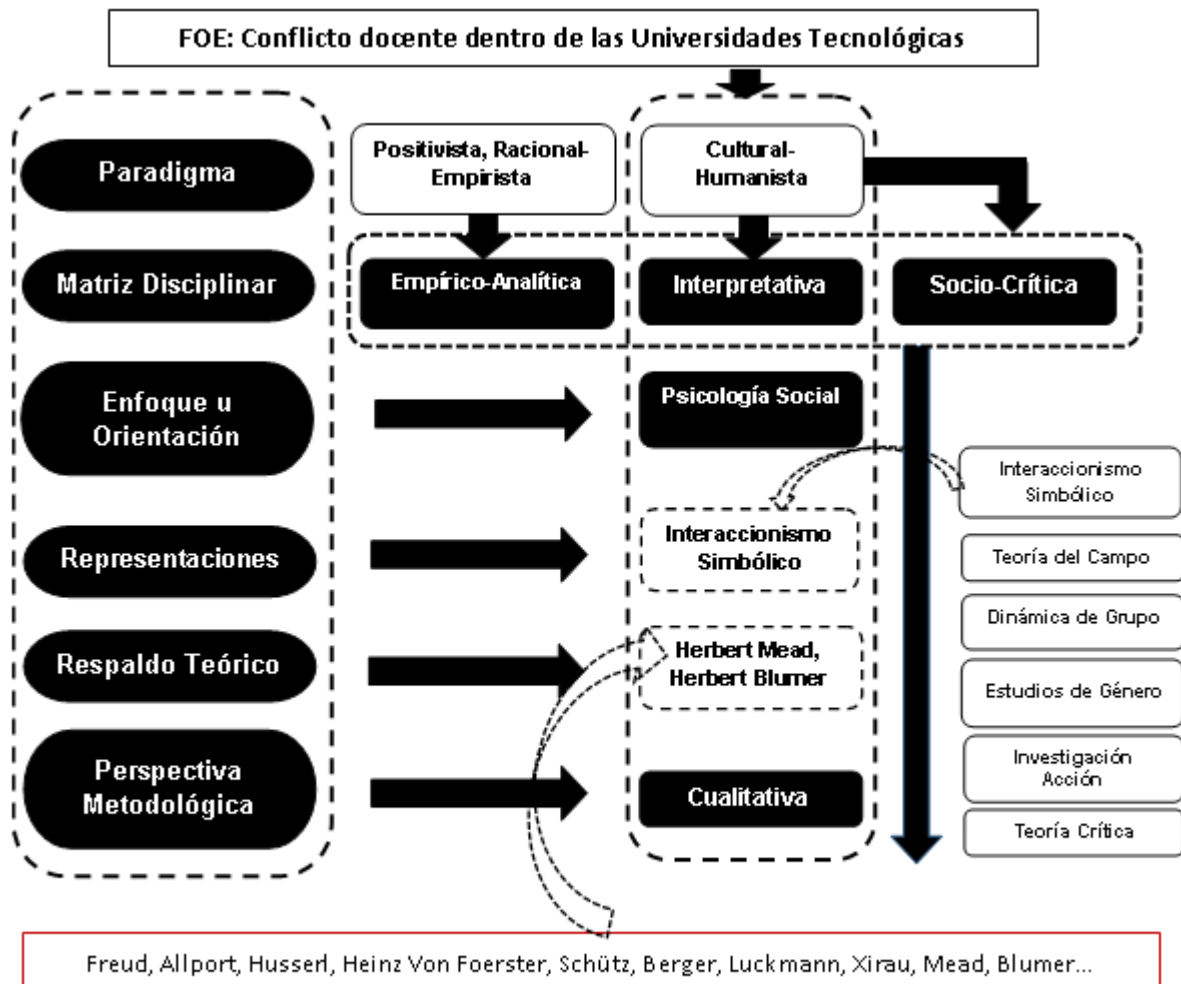 FOE: Conflicto docente dentro de las Universidades Tecnológicas
Paradigma
Positivista, Racional-
Empirista
Cultural-
Humanista
Matriz Disciplinar
Empírico-Analítica
Interpretativa
Socio-Crítica
Enfoque u
Orientación
Psicología Social
Interaccionismo
Simbólico
Representaciones
Interaccionismo
Simbólico
Teoría del Campo
Dinámica de Grupo
Respaldo Teórico
Herbert Mead,
Herbert Blumer
Estudios de Género
Perspectiva
Metodológica
Cualitativa
Investigación
Acción
Teoría Crítica
Freud, Allport, Husserl, Heinz Von Foerster, Schütz, Berger, Luckmann, Xirau, Mead, Blumer...